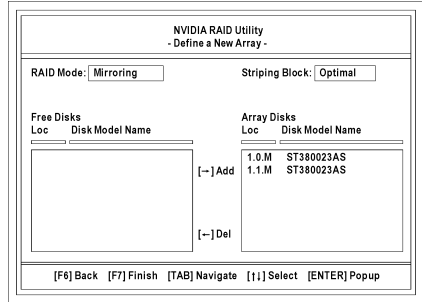 NVIDIA RAID Utility
- Define a New Array -
RAID Mode: Mirroring
Striping Block: Optimal
Free Disks
Loc Disk Model Name
Array Disks
Loc Disk Model Name
1.0.M ST380023AS
1.1.M ST380023AS
[→] Add
[←] Del
[F6] Back [F7] Finish [TAB] Navigate [↑↓] Select [ENTER] Popup